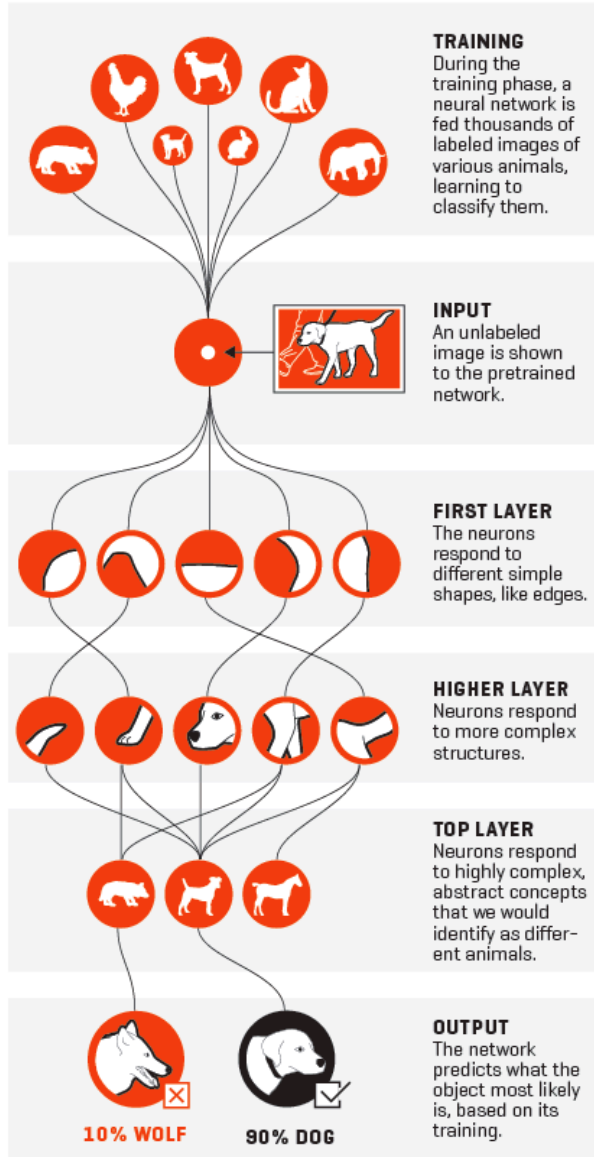 TRAINING
During the
training phase, a
neural network is
fed thousands of
labeled images of
various animals,
learning to
classify them.
INPUT
An unlabeled
image is shown
to the pretrained
network.
FIRST LAYER
The neurons
respond to
different simple
shapes, like edges.
HIGHER LAYER
Neurons respond
to more complex
structures.
TOP LAYER
Neurons respond
to highly complex,
abstract concepts
that we would
identify as differ-
ent animals.
OUTPUT
The network
predicts what the
object most likely
is, based on its
training.
10% WOLF
90% DOG